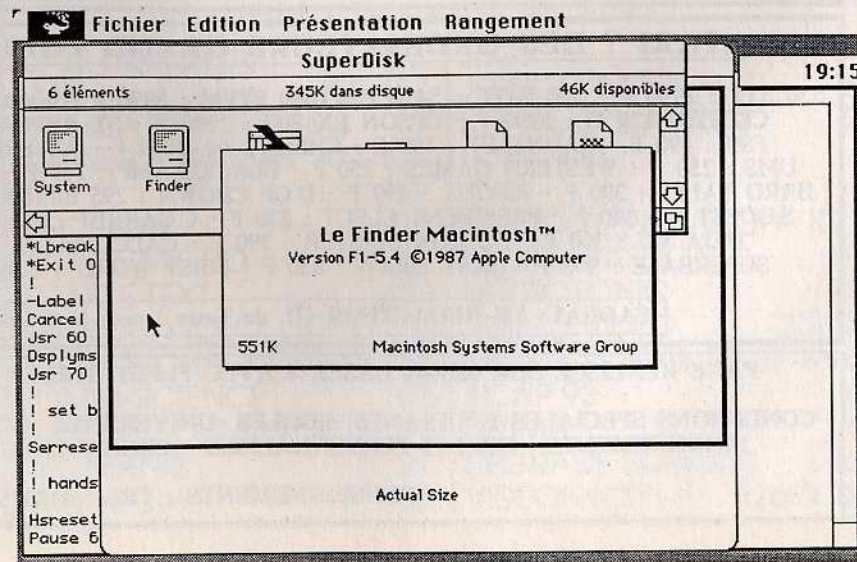 Fichier Edition Présentation Rangement
SuperDisk
19:15
6 éléments 345K dans disque 46K disponibles
System Finder
Le Finder Macintosh™
Version F1-5.4 ©1987 Apple Computer
551K Macintosh Systems Software Group
*Lbreak
*Exit 0
!
-Label
Cancel
Jsr 60
Dsplyms
Jsr 70
!
! set b
!
Serrese
!
! hands
!
Hsreset
Pause 6
Actual Size